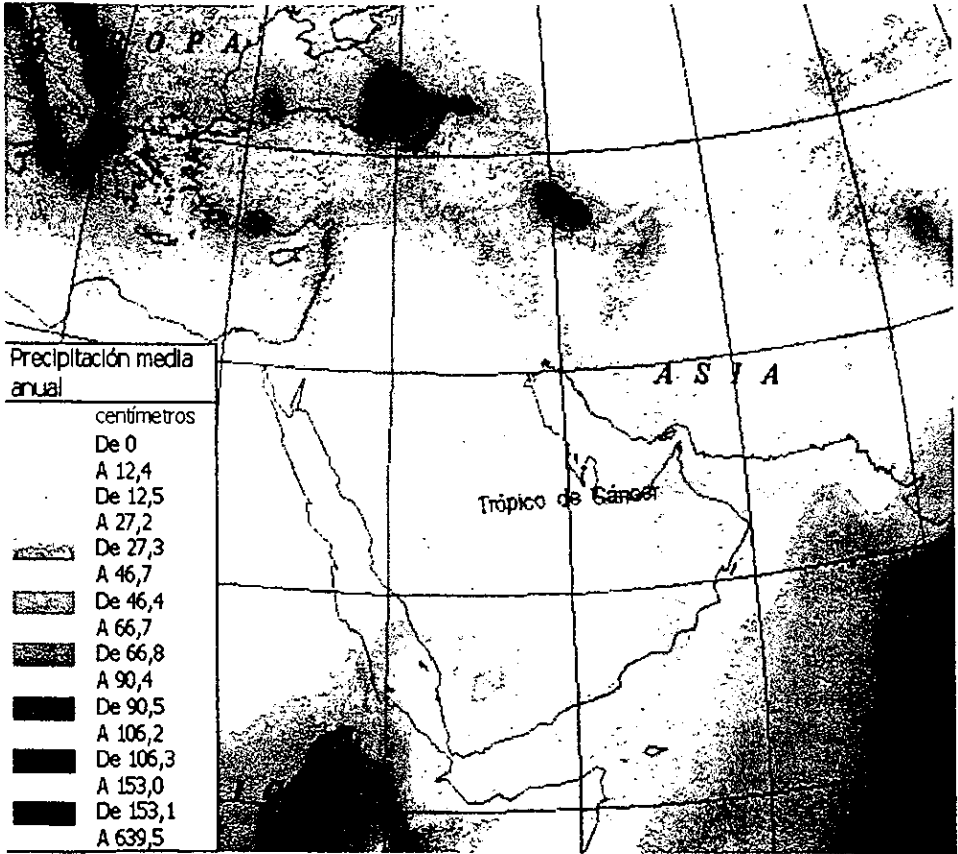 E U R O P A
A S I A
Trópico de Cáncer
Precipitación media
anual
centímetros
De 0
A 12,4
De 12,5
A 27,2
De 27,3
A 46,7
De 46,4
A 66,7
De 66,8
A 90,4
De 90,5
A 106,2
De 106,3
A 153,0
De 153,1
A 639,5